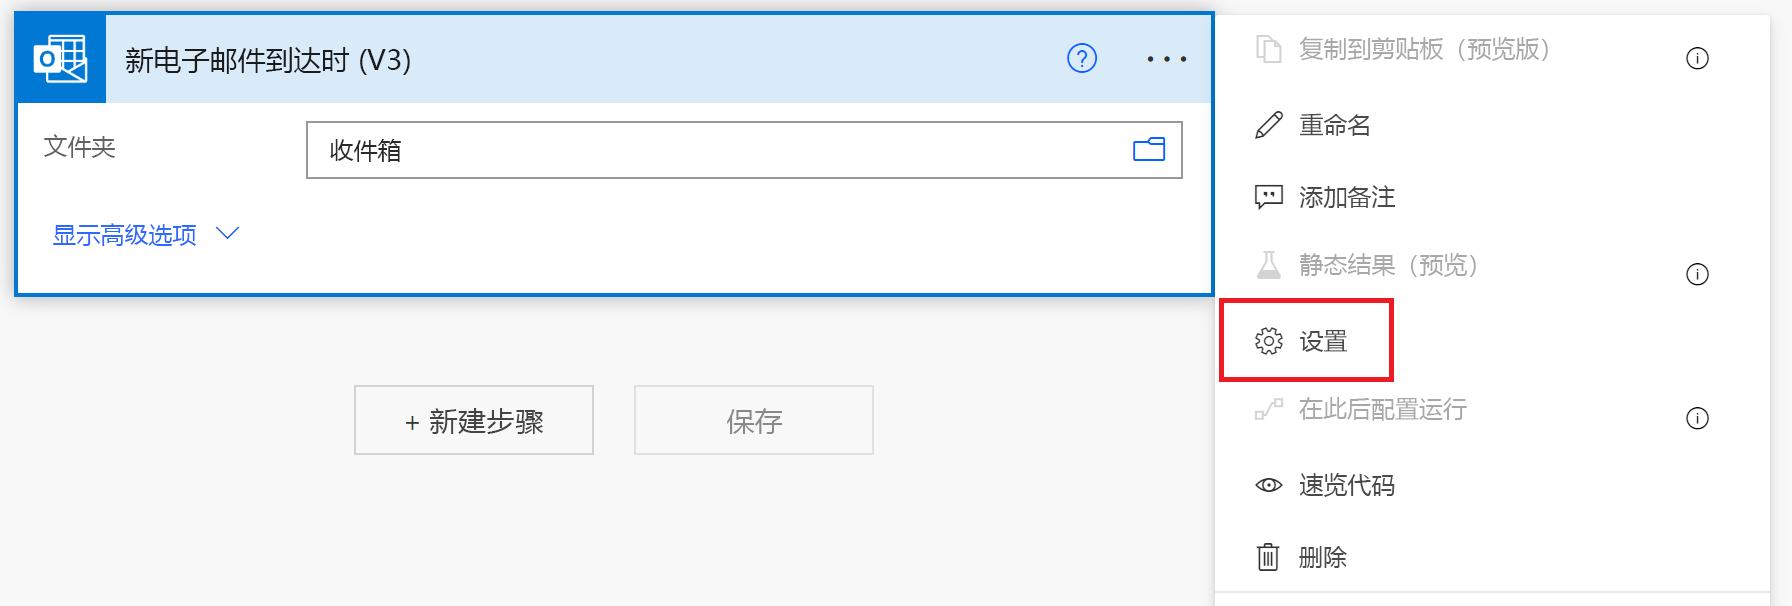 新电子邮件到达时 (V3)
文件夹
收件箱
显示高级选项
+ 新建步骤
保存
复制到剪贴板（预览版）
重命名
添加备注
静态结果（预览）
设置
在此后配置运行
速览代码
删除